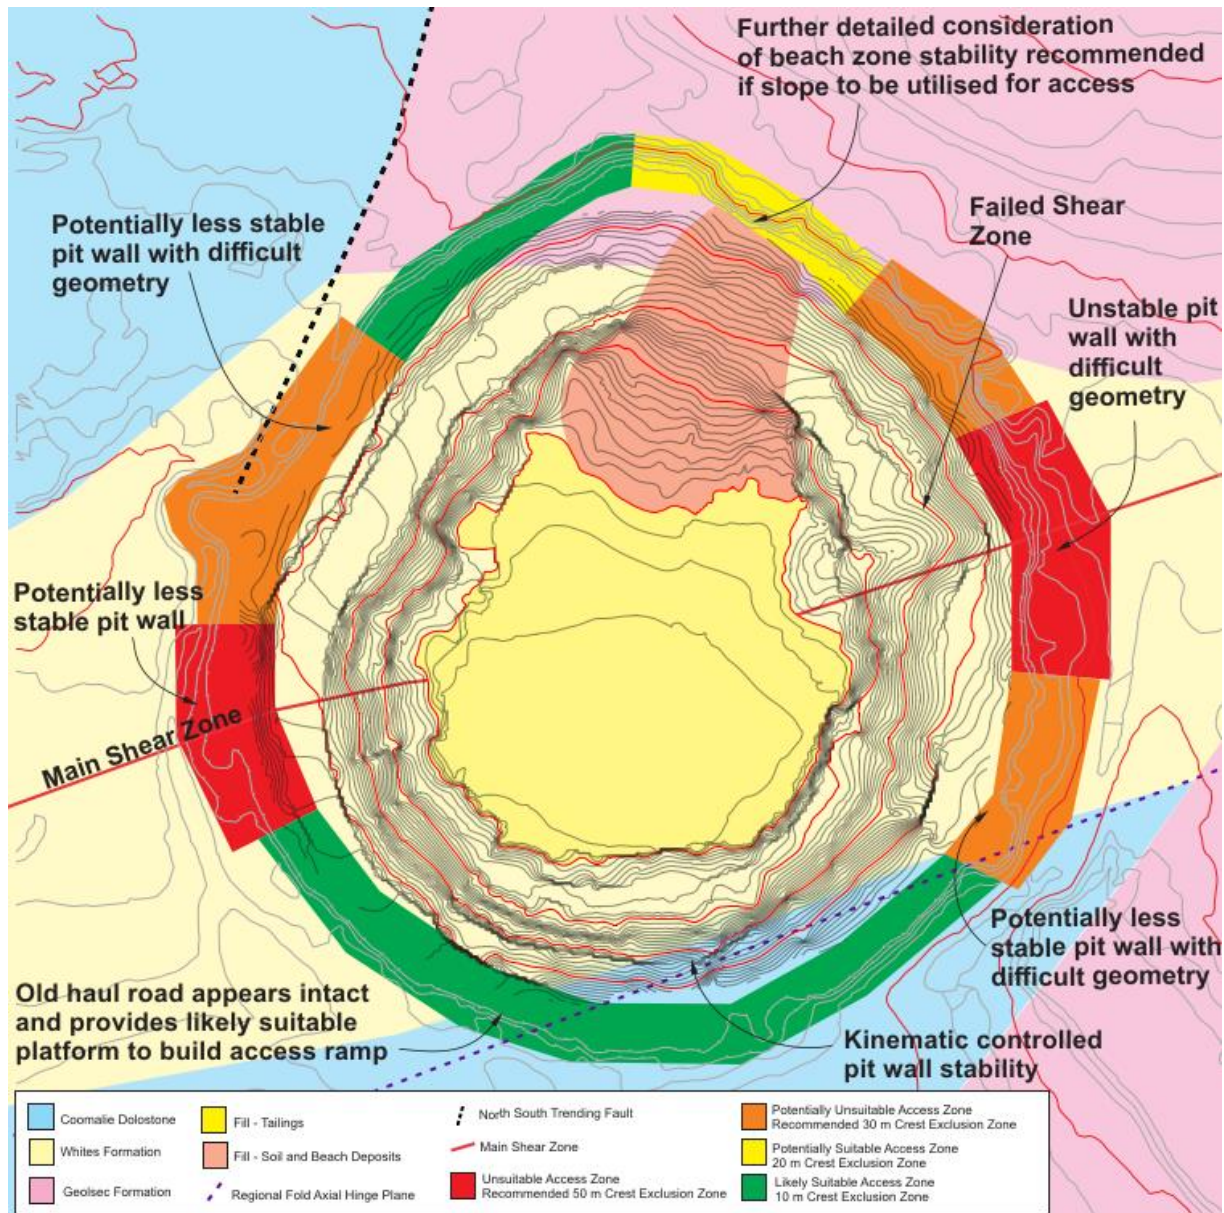 Further detailed consideration
of beach zone stability recommended
if slope to be utilised for access
Potentially less stable
pit wall with difficult
geometry
Failed Shear
Zone
Unstable pit
wall with
difficult
geometry
Potentially less
stable pit wall
Main Shear Zone
Potentially less
stable pit wall with
difficult geometry
Old haul road appears intact
and provides likely suitable
platform to build access ramp
Kinematic controlled
pit wall stability
Coomalie Dolostone
Whites Formation
Geolsec Formation
Fill - Tailings
Fill - Soil and Beach Deposits
Regional Fold Axial Hinge Plane
North South Trending Fault
Main Shear Zone
Unsuitable Access Zone
Recommended 50 m Crest Exclusion Zone
Potentially Unsuitable Access Zone
Recommended 30 m Crest Exclusion Zone
Potentially Suitable Access Zone
20 m Crest Exclusion Zone
Likely Suitable Access Zone
10 m Crest Exclusion Zone